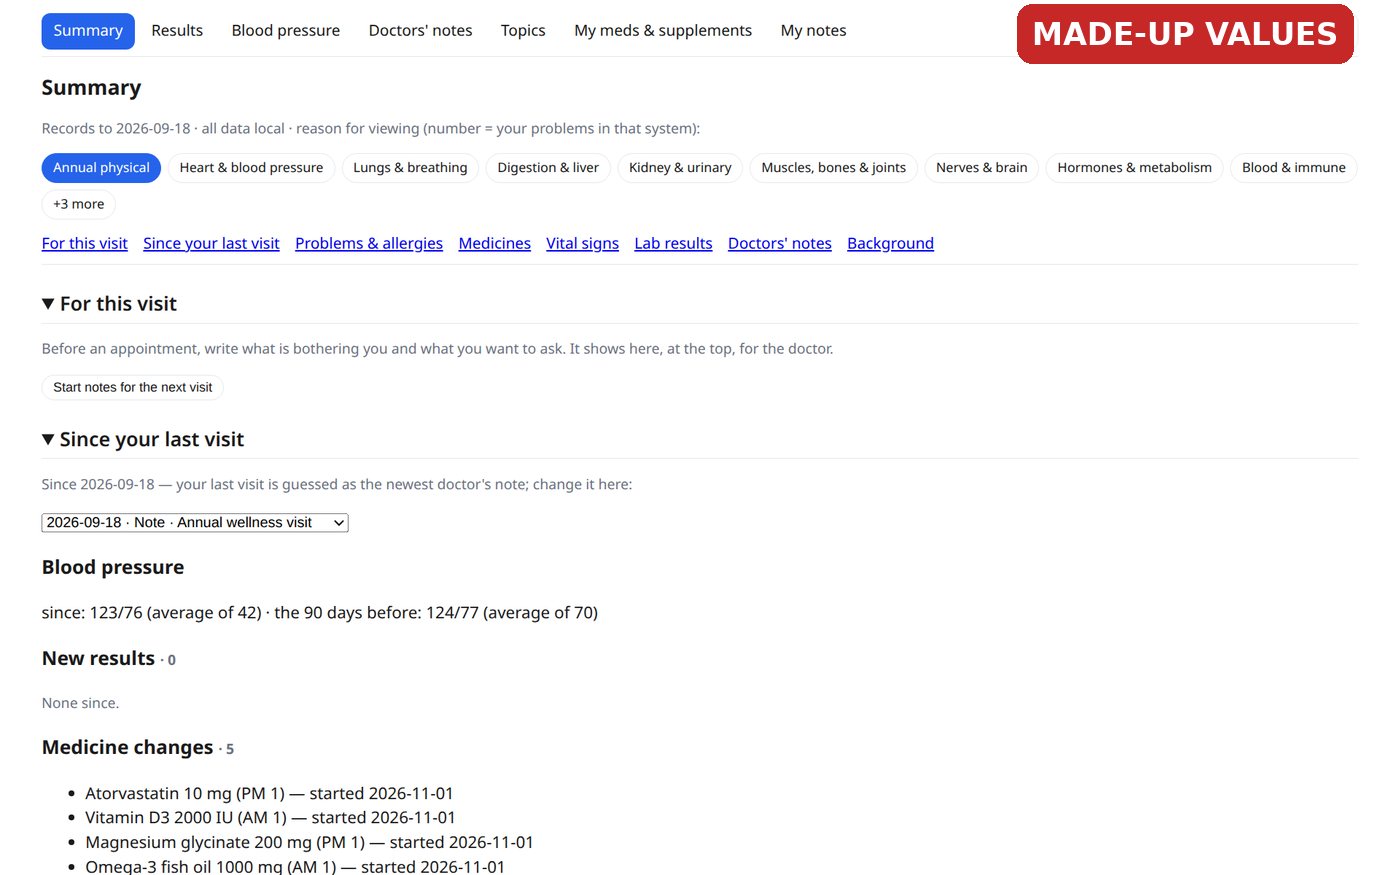 Summary Results Blood pressure Doctors' notes Topics My meds & supplements My notes
MADE-UP VALUES
Summary
Records to 2026-09-18 · all data local · reason for viewing (number = your problems in that system):
Annual physical Heart & blood pressure Lungs & breathing Digestion & liver Kidney & urinary Muscles, bones & joints Nerves & brain Hormones & metabolism Blood & immune
+3 more
For this visit Since your last visit Problems & allergies Medicines Vital signs Lab results Doctors' notes Background
▼ For this visit
Before an appointment, write what is bothering you and what you want to ask. It shows here, at the top, for the doctor.
Start notes for the next visit
▼ Since your last visit
Since 2026-09-18 — your last visit is guessed as the newest doctor's note; change it here:
2026-09-18 · Note · Annual wellness visit
Blood pressure
since: 123/76 (average of 42) · the 90 days before: 124/77 (average of 70)
New results · 0
None since.
Medicine changes · 5
• Atorvastatin 10 mg (PM 1) — started 2026-11-01
• Vitamin D3 2000 IU (AM 1) — started 2026-11-01
• Magnesium glycinate 200 mg (PM 1) — started 2026-11-01
• Omega-3 fish oil 1000 mg (AM 1) — started 2026-11-01